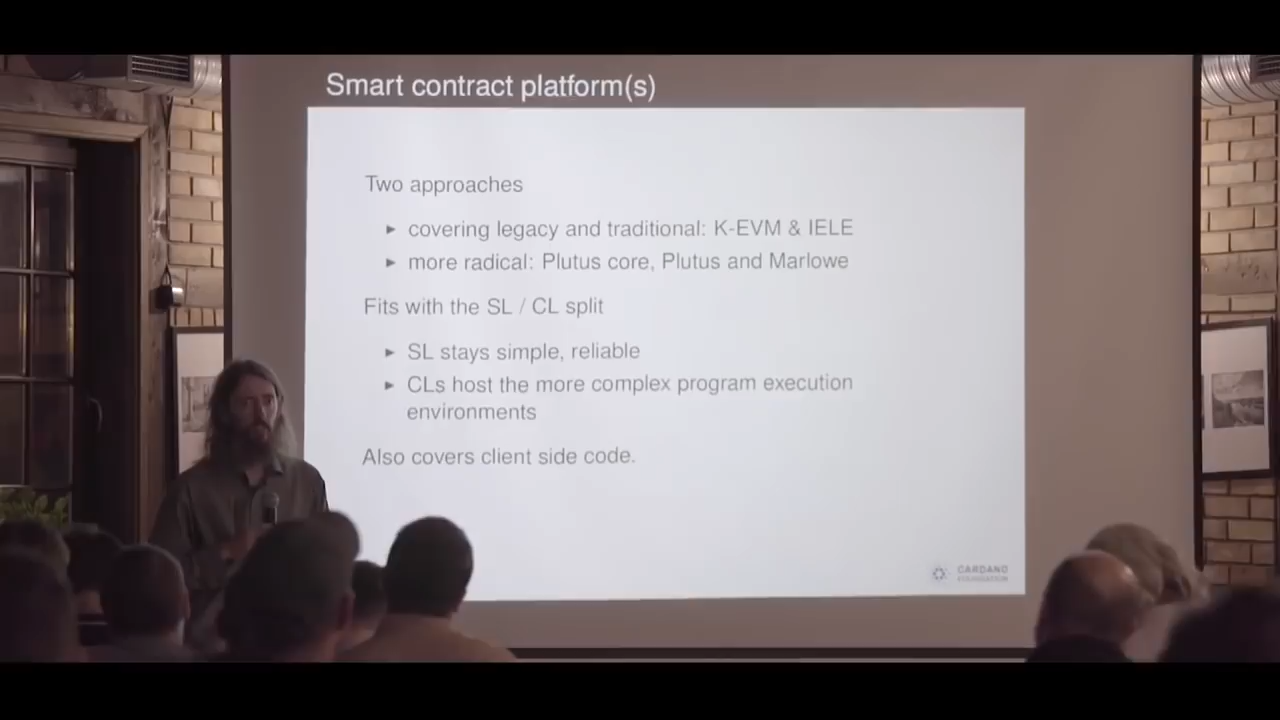 Smart contract platform(s)
Two approaches
► covering legacy and traditional: K-EVM & IELE
► more radical: Plutus core, Plutus and Marlowe
Fits with the SL / CL split
► SL stays simple, reliable
► CLs host the more complex program execution
environments
Also covers client side code.
CARDANO
FOUNDATION